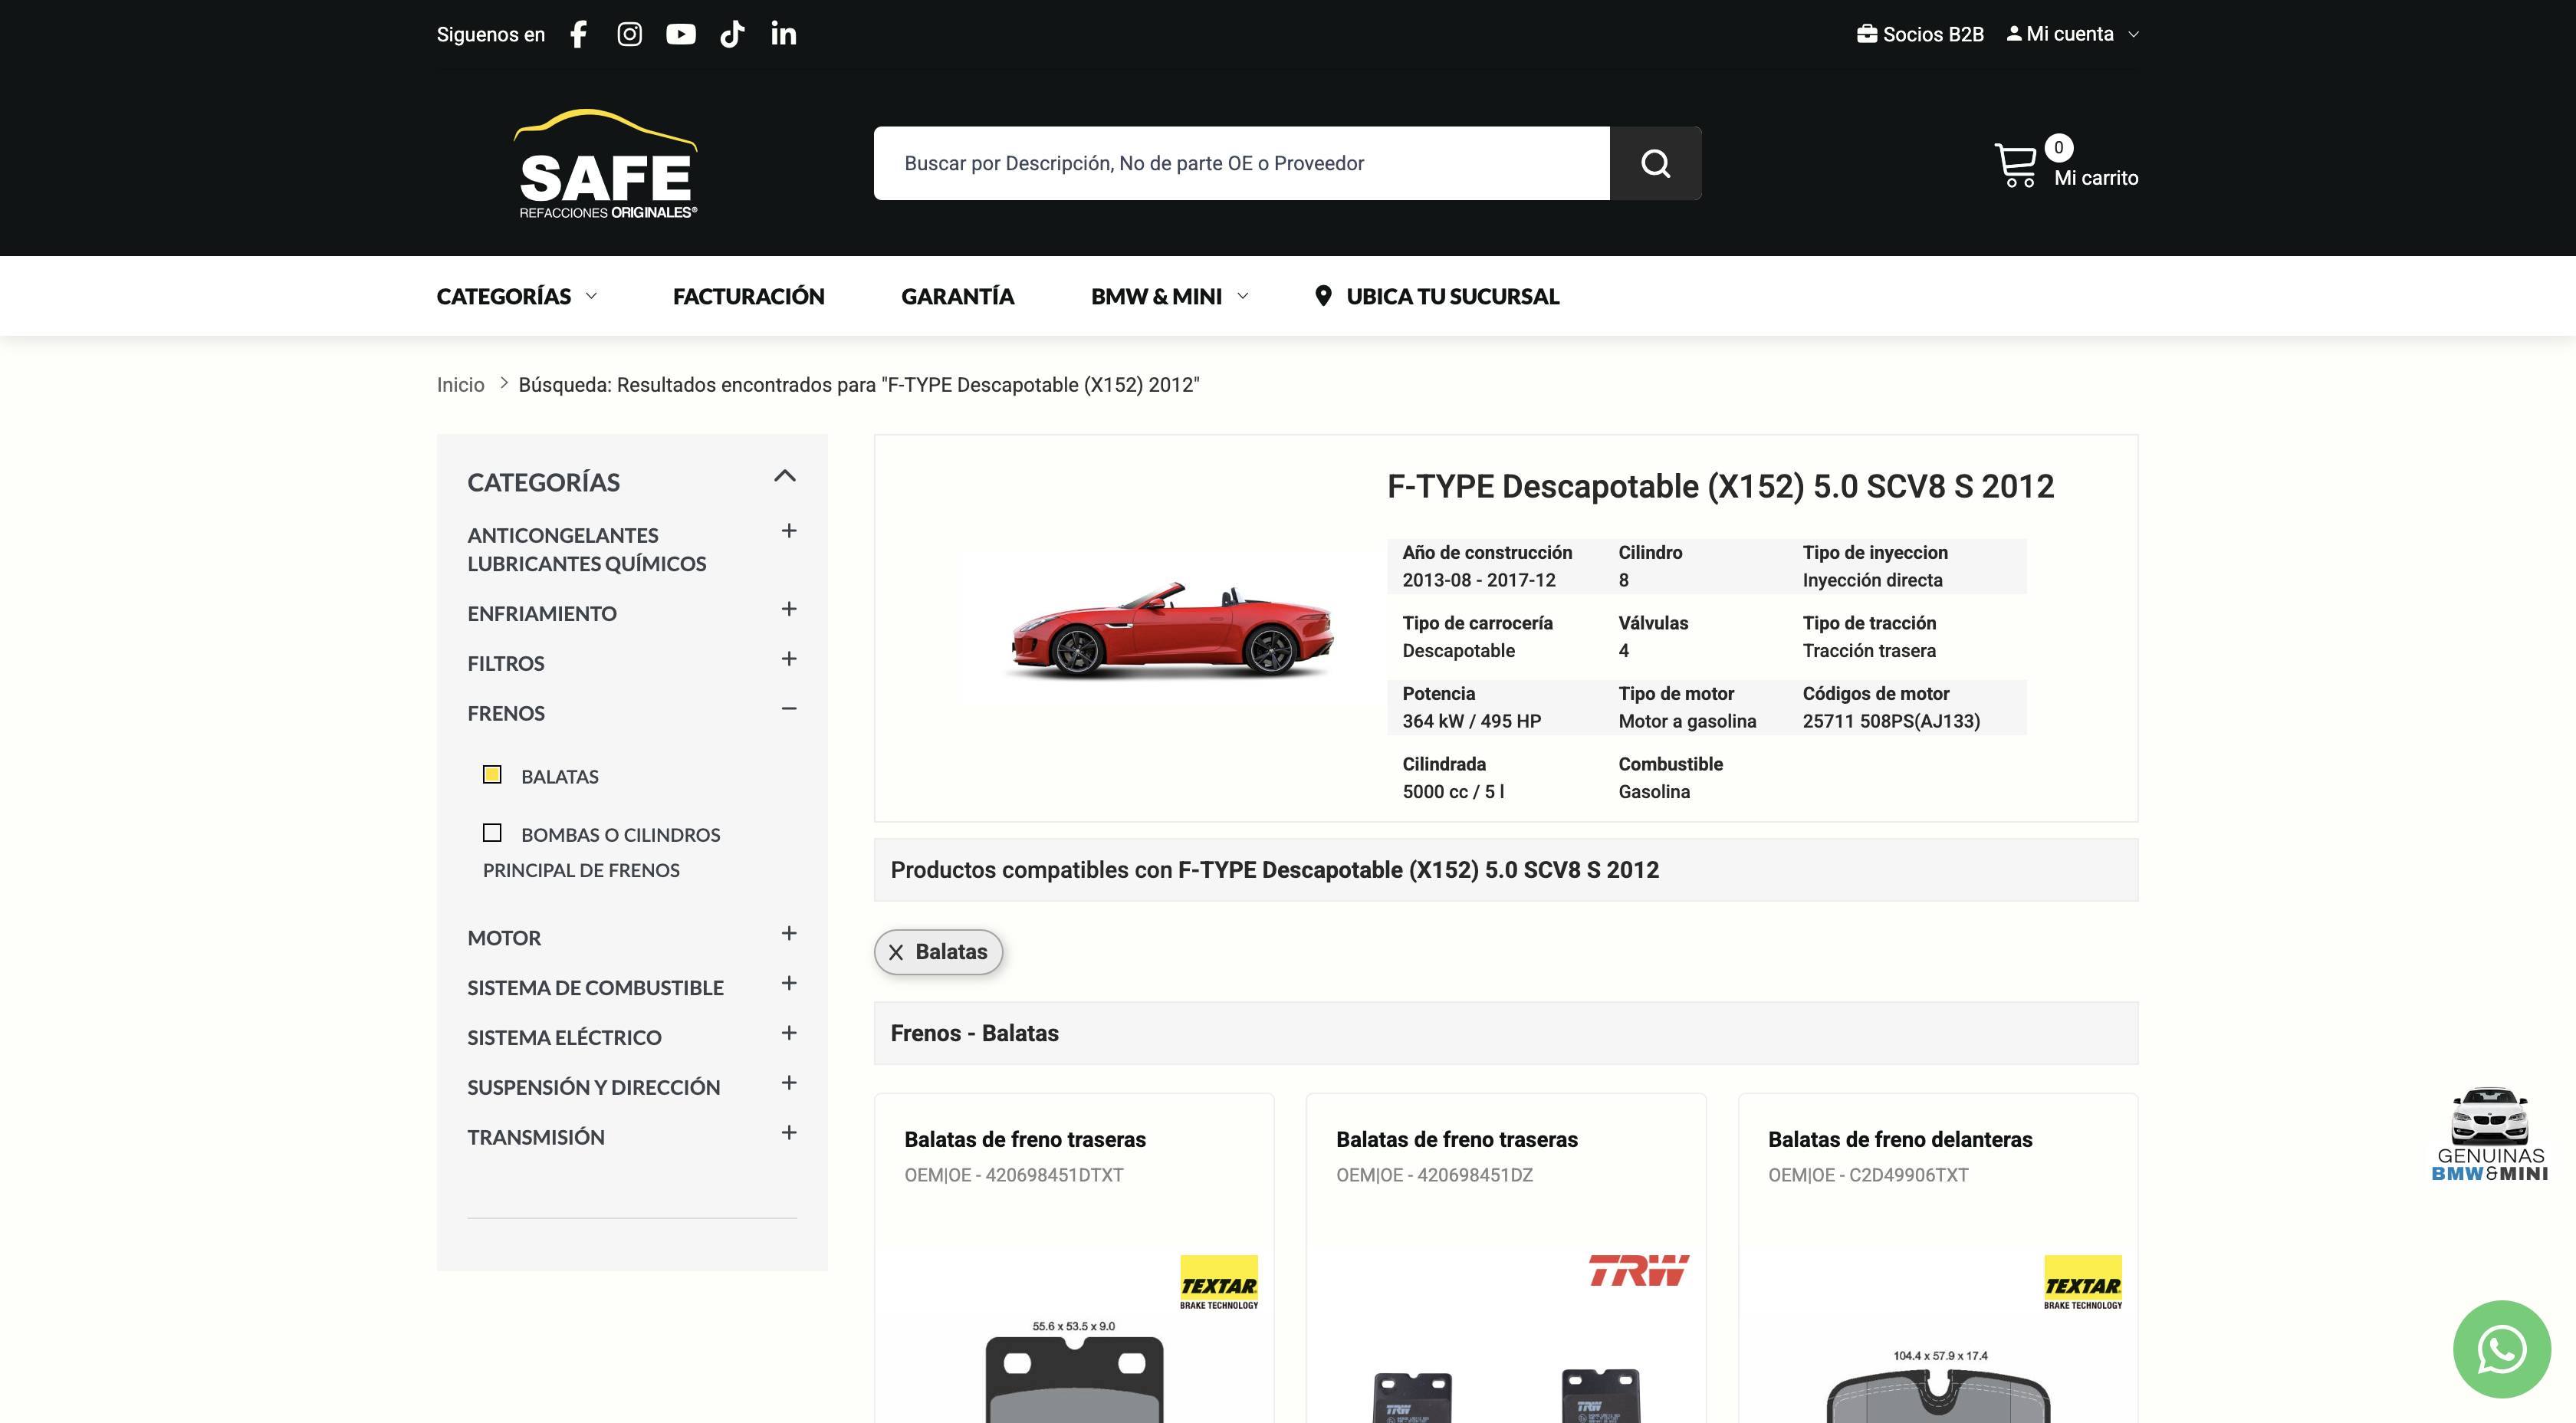 Siguenos en
Socios B2B
Mi cuenta
SAFE
REFACCIONES ORIGINALES®
Buscar por Descripción, No de parte OE o Proveedor
0
Mi carrito
CATEGORÍAS
FACTURACIÓN
GARANTÍA
BMW & MINI
UBICA TU SUCURSAL
Inicio > Búsqueda: Resultados encontrados para "F-TYPE Descapotable (X152) 2012"
CATEGORÍAS
ANTICONGELANTES
LUBRICANTES QUÍMICOS
ENFRIAMIENTO
FILTROS
FRENOS
BALATAS
BOMBAS O CILINDROS
PRINCIPAL DE FRENOS
MOTOR
SISTEMA DE COMBUSTIBLE
SISTEMA ELÉCTRICO
SUSPENSIÓN Y DIRECCIÓN
TRANSMISIÓN
F-TYPE Descapotable (X152) 5.0 SCV8 S 2012
Año de construcción
2013-08 - 2017-12
Cilindro
8
Tipo de inyeccion
Inyección directa
Tipo de carrocería
Descapotable
Válvulas
4
Tipo de tracción
Tracción trasera
Potencia
364 kW / 495 HP
Tipo de motor
Motor a gasolina
Códigos de motor
25711 508PS(AJ133)
Cilindrada
5000 cc / 5 l
Combustible
Gasolina
Productos compatibles con F-TYPE Descapotable (X152) 5.0 SCV8 S 2012
Balatas
Frenos - Balatas
Balatas de freno traseras
OEM|OE - 420698451DTXT
TEXTAR
BRAKE TECHNOLOGY
55.6 x 53.5 x 9.0
Balatas de freno traseras
OEM|OE - 420698451DZ
TRW
TRW
TRW
Balatas de freno delanteras
OEM|OE - C2D49906TXT
TEXTAR
BRAKE TECHNOLOGY
104.4 x 57.9 x 17.4
GENUINAS
BMW&MINI